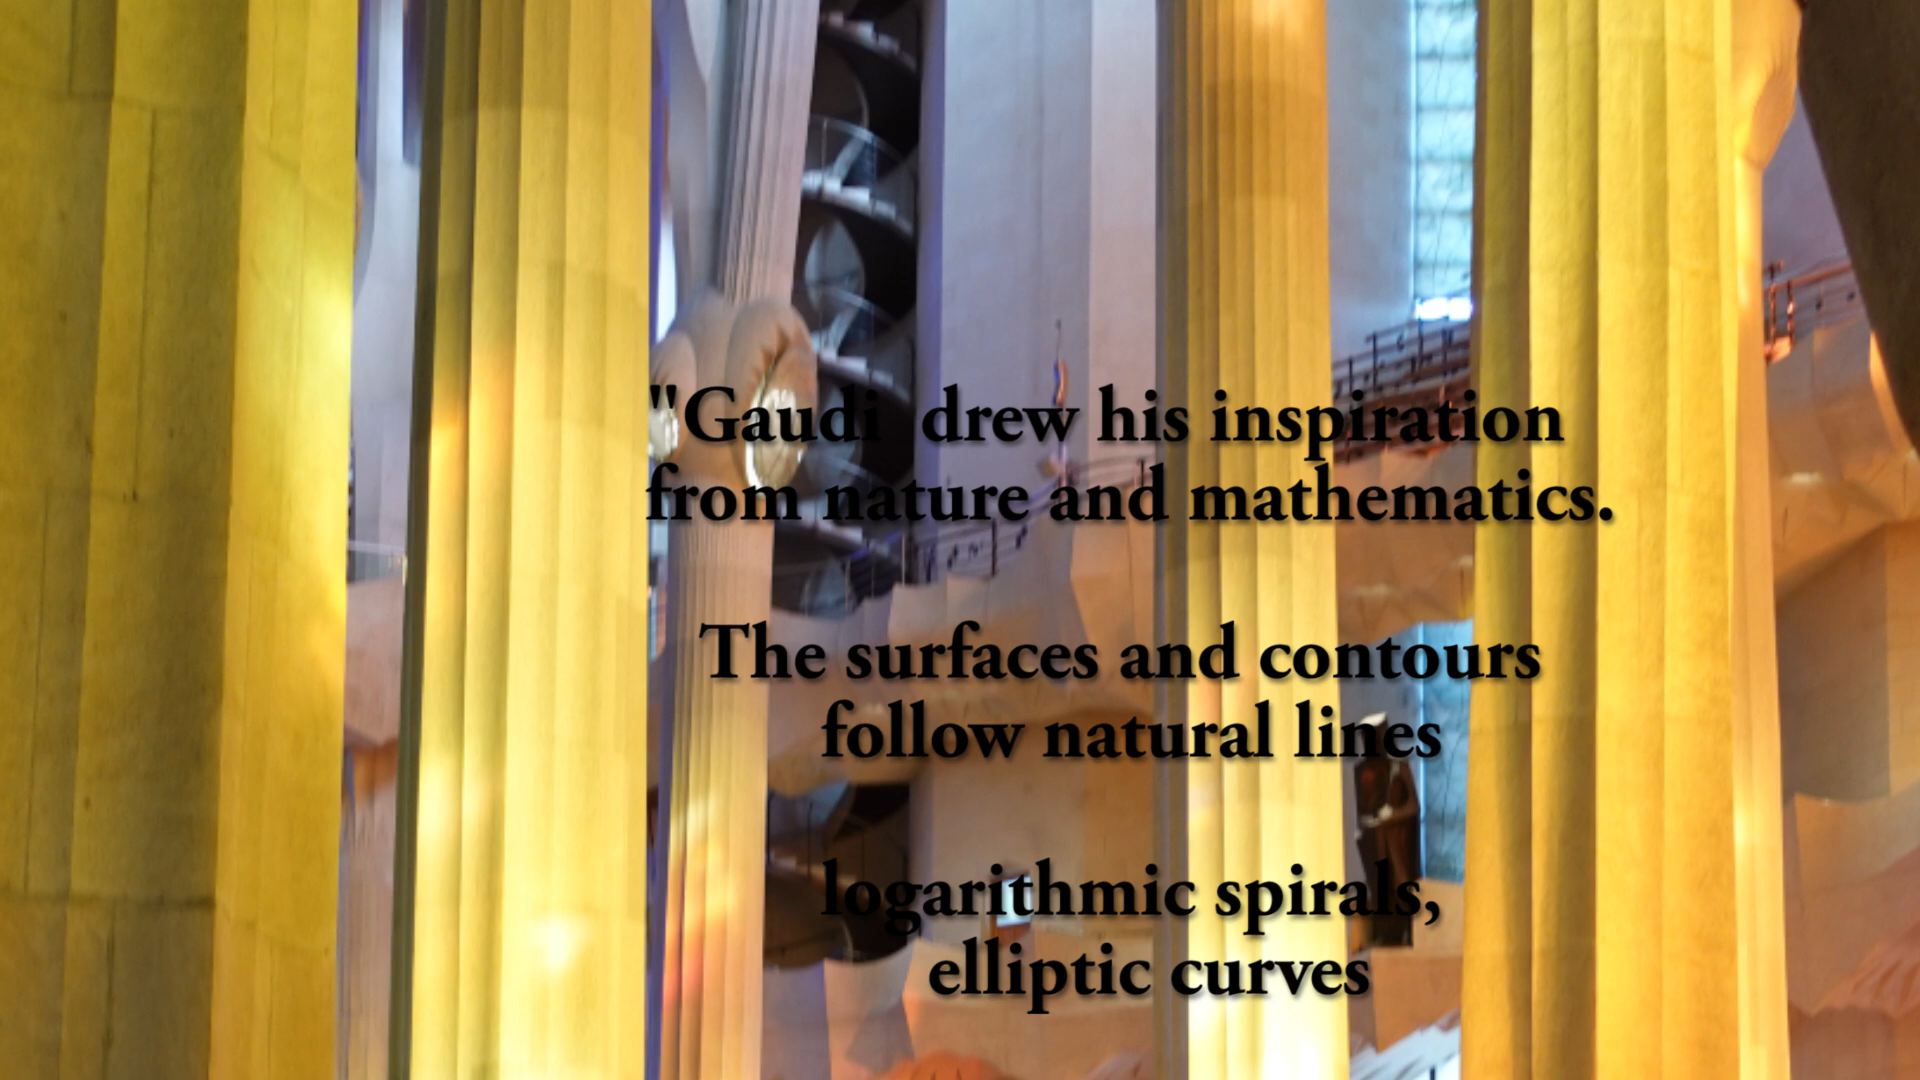 "Gaudi  drew his inspiration
from nature and mathematics.
The surfaces and contours
follow natural lines
logarithmic spirals,
elliptic curves